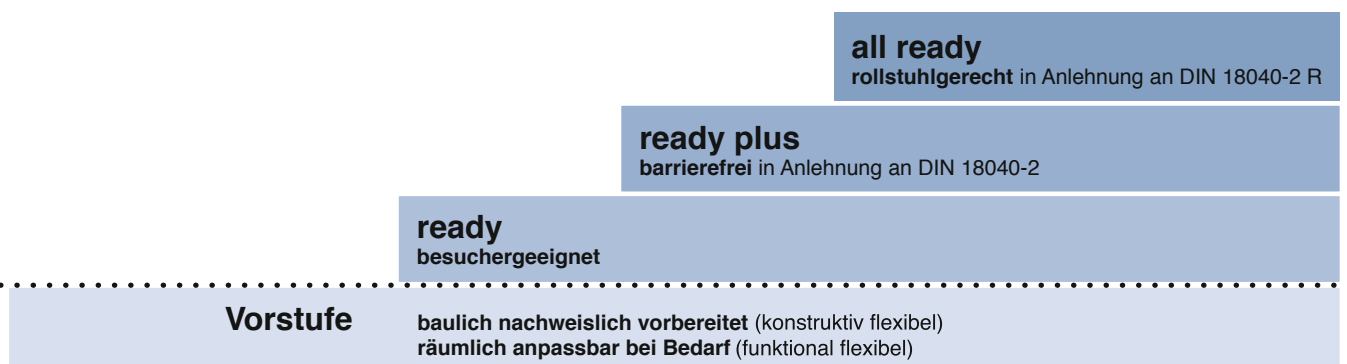 all ready
rollstuhlgerecht in Anlehnung an DIN 18040-2 R
ready plus
barrierefrei in Anlehnung an DIN 18040-2
ready
besuchergeeignet
Vorstufe
baulich nachweislich vorbereitet (konstruktiv flexibel)
räumlich anpassbar bei Bedarf (funktional flexibel)